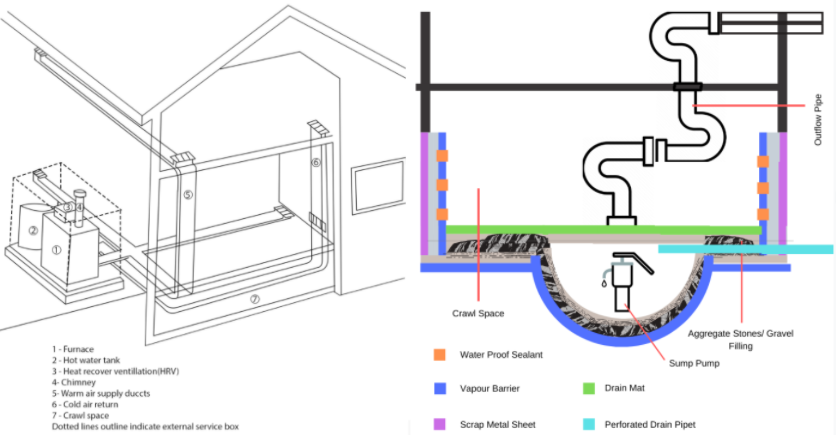 3
4
2
1
5
6
7
1 - Furnace
2 - Hot water tank
3 - Heat recover ventillation(HRV)
4- Chimney
5- Warm air supply duccts
6 - Cold air return
7 - Crawl space
Dotted lines outline indicate external service box
Outflow Pipe
Crawl Space
Aggregate Stones/ Gravel
Filling
Sump Pump
Water Proof Sealant
Vapour Barrier
Drain Mat
Scrap Metal Sheet
Perforated Drain Pipet